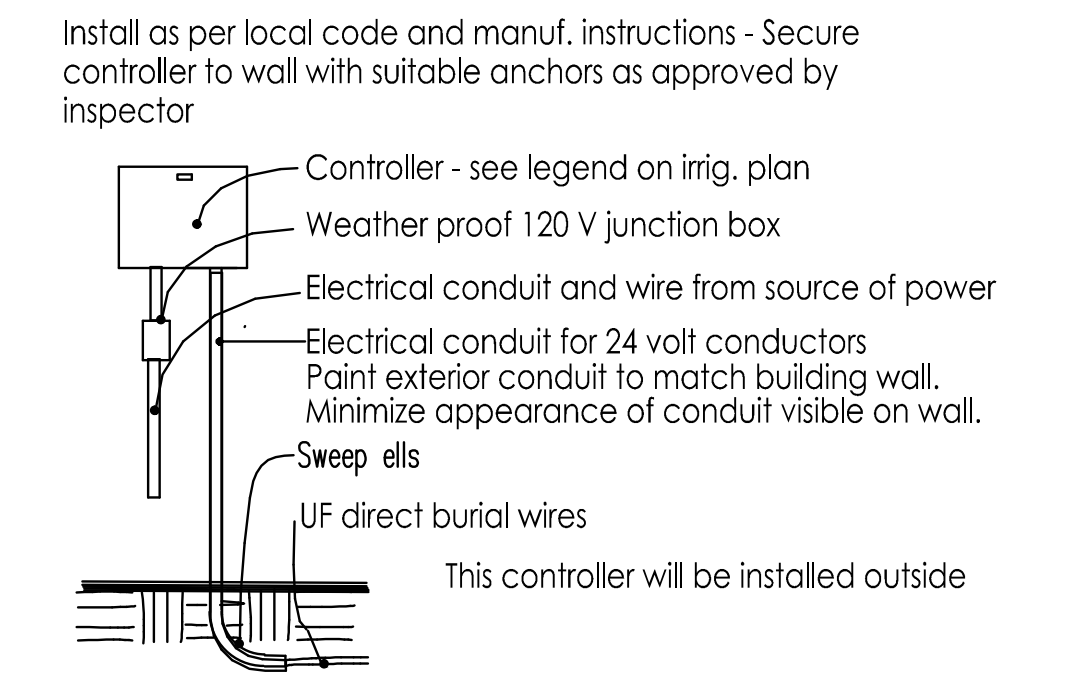 Install as per local code and manuf. instructions - Secure
controller to wall with suitable anchors as approved by
inspector
Controller - see legend on irrig. plan
Weather proof 120 V junction box
Electrical conduit and wire from source of power
Electrical conduit for 24 volt conductors
Paint exterior conduit to match building wall.
Minimize appearance of conduit visible on wall.
Sweep ells
UF direct burial wires
This controller will be installed outside